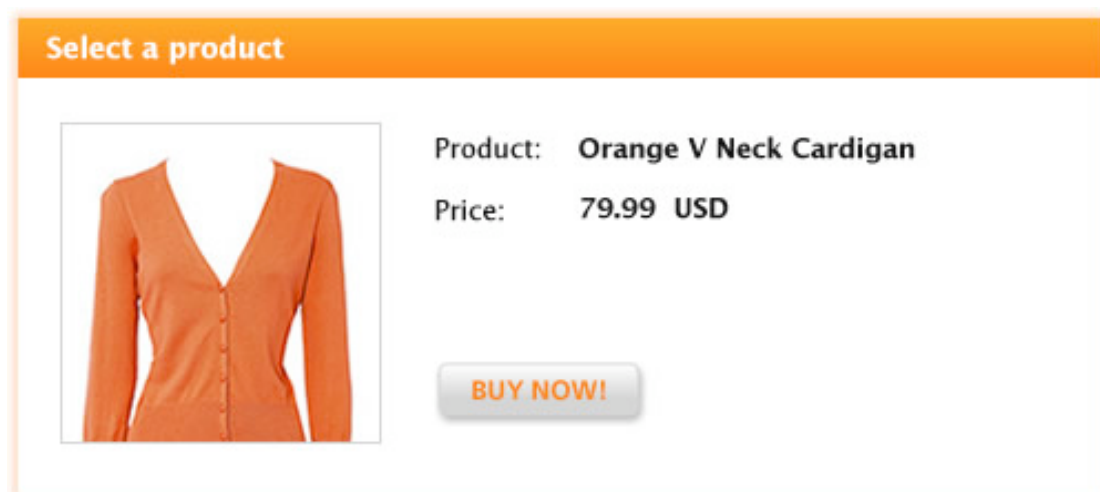 Select a product
Product: Orange V Neck Cardigan
Price: 79.99 USD
BUY NOW!